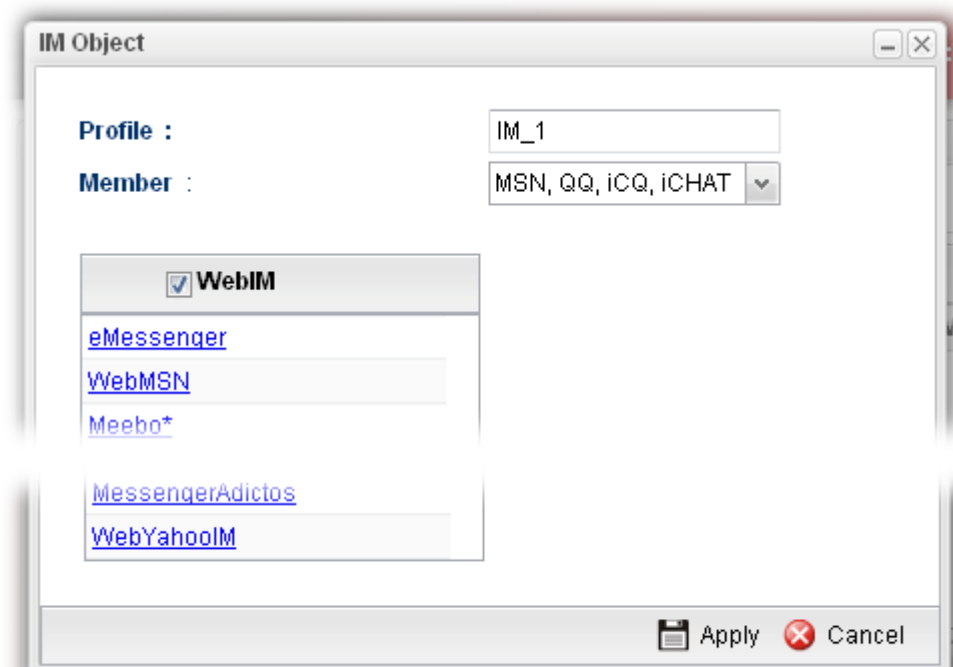 IM Object
Profile :
IM_1
Member :
MSN, QQ, iCQ, iCHAT
WebIM
eMessenger
WebMSN
Meebo*
MessengerAdictos
WebYahooIM
Apply
Cancel